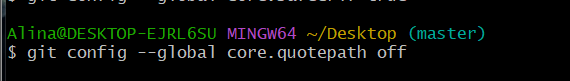 Alina@DESKTOP-EJRL6SU MINGW64 ~/Desktop (master)
$ git config --global core.quotepath off